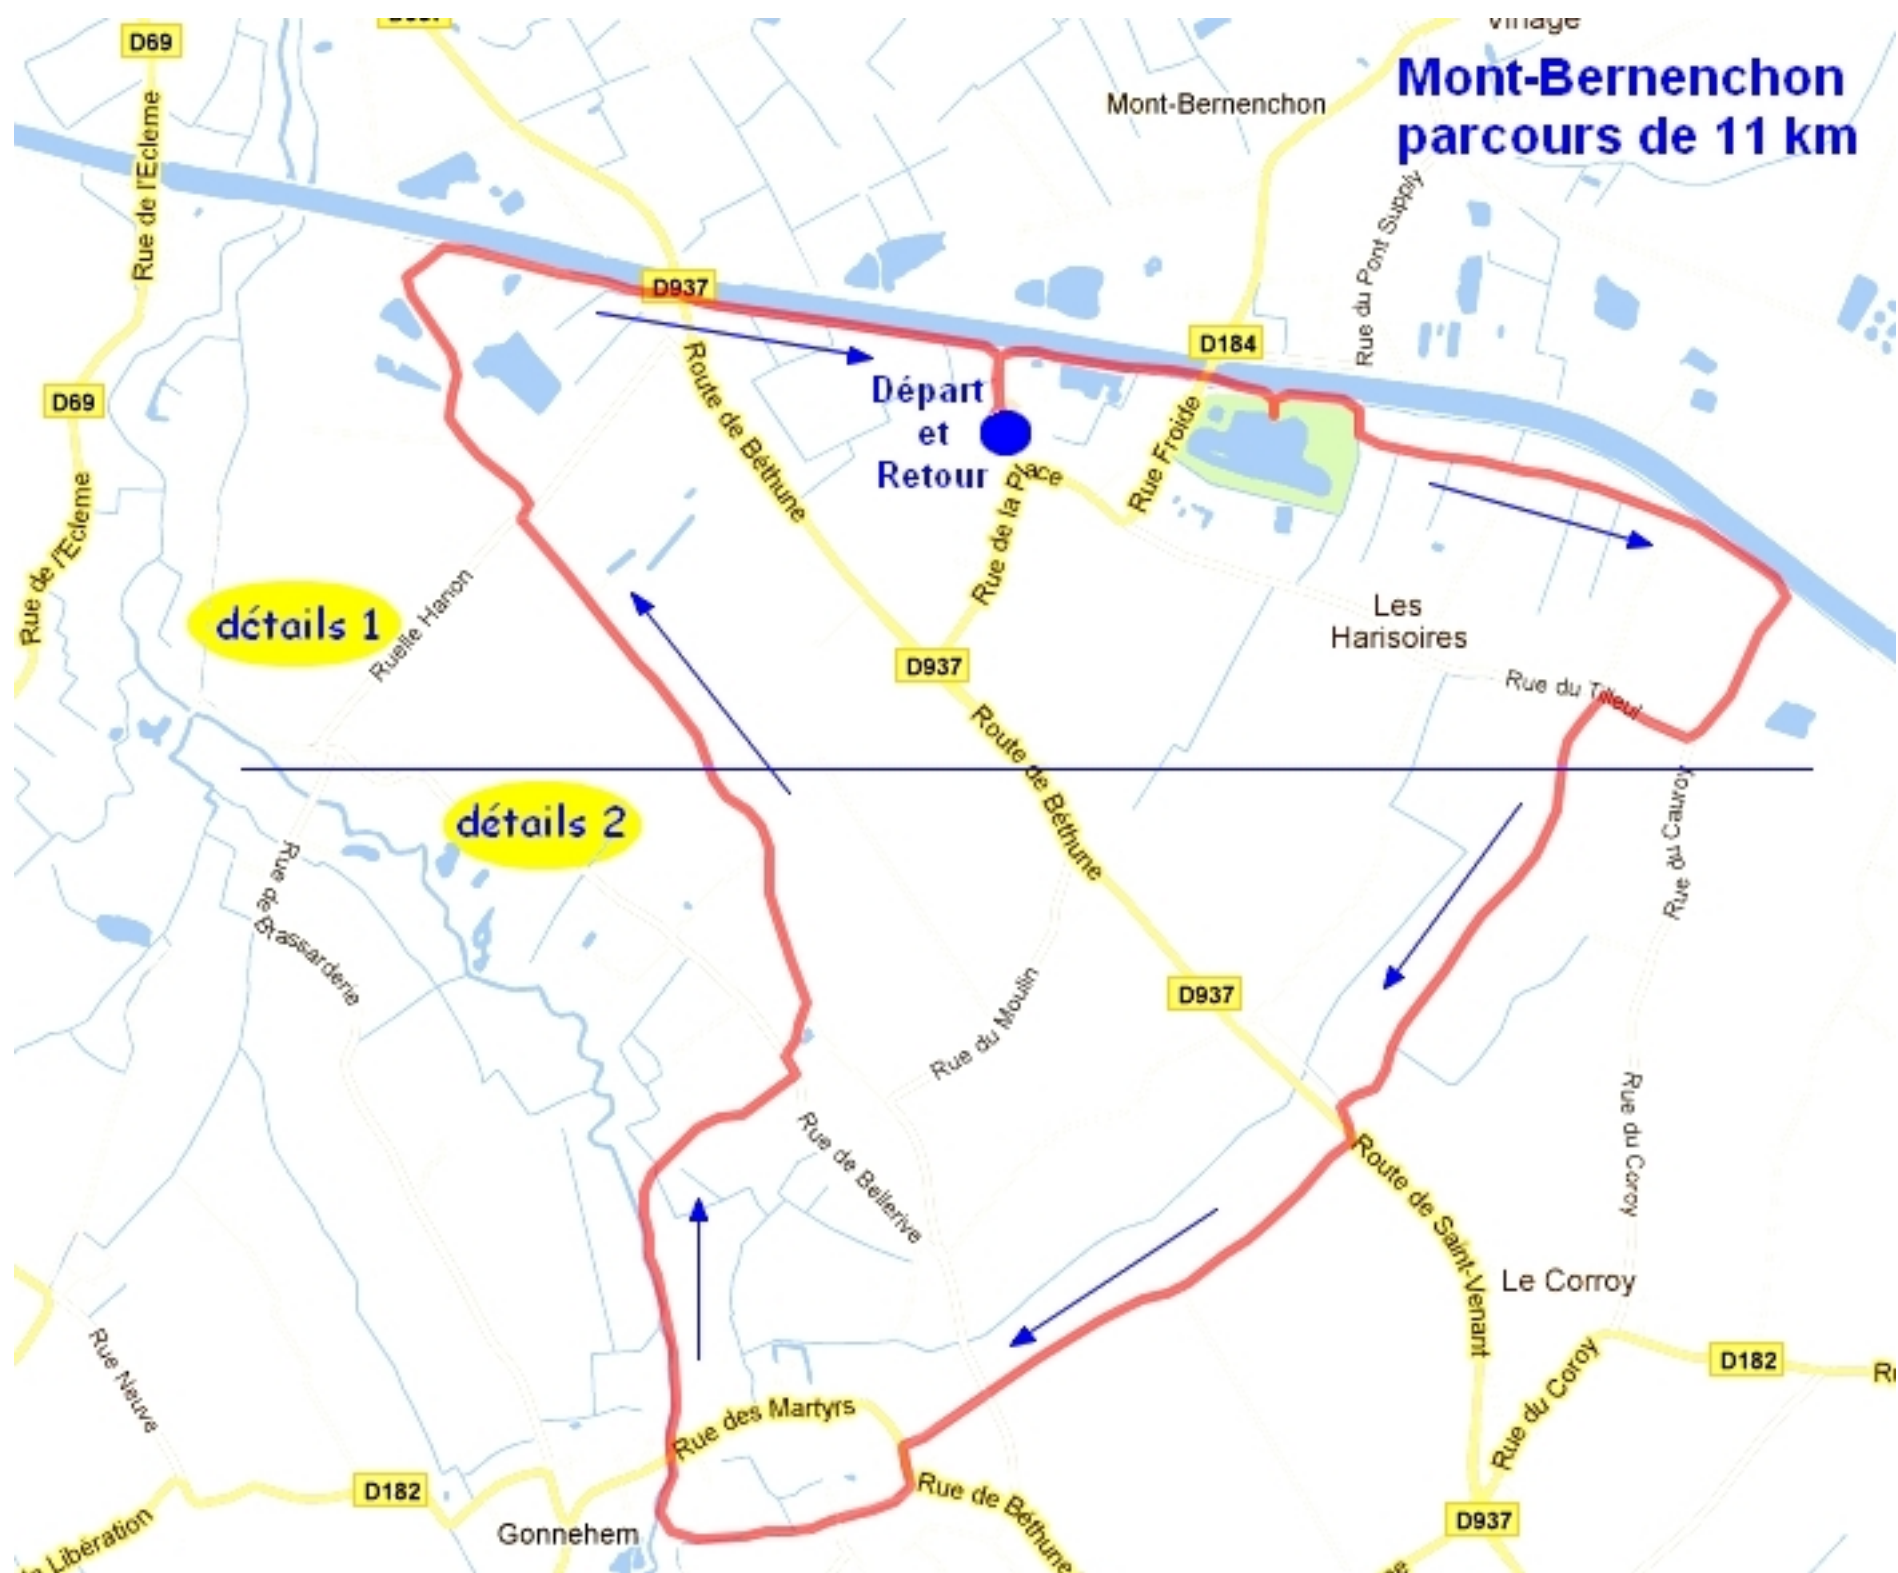 D69
Village
Mont-Bernenchon
parcours de 11 km
Mont-Bernenchon
Rue de l'Ecleme
Rue du Pont Supply
D937
D184
D69
Route de Béthune
Départ
et
Retour
Rue Froide
Rue de la Place
Rue de l'Ecleme
détails 1
Ruelle Hanon
Les
Harisoires
D937
Rue du Tilleul
Route de Béthune
détails 2
Rue du Cauroy
Rue de Brassarderie
D937
Rue du Moulin
Rue du Coroy
Rue de Bellerive
Route de Saint-Venant
Le Corroy
Rue Neuve
D182
Rue du Coroy
Rue des Martyrs
D182
Rue de Béthune
D937
Gonnehem
Libération